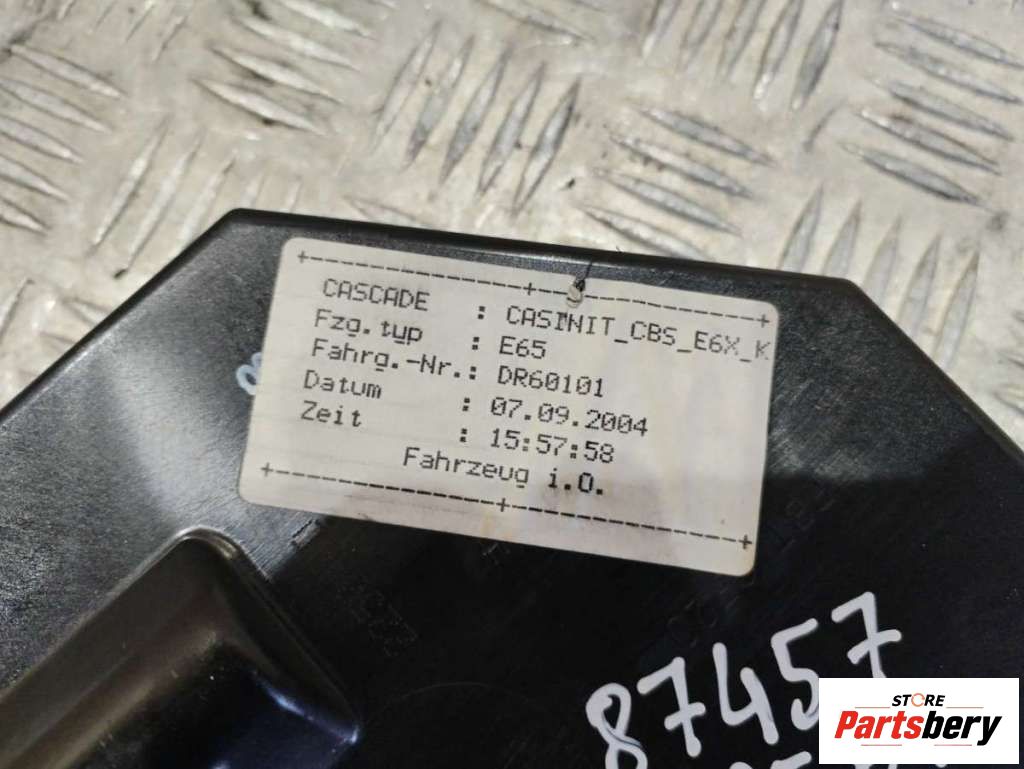 CASCADE : CASINIT_CBS_E6X_K
Fzg.typ : E65
Fahrg.-Nr.: DR60101
Datum : 07.09.2004
Zeit : 15:57:58
Fahrzeug i.O.
87457
STORE
Partsbery